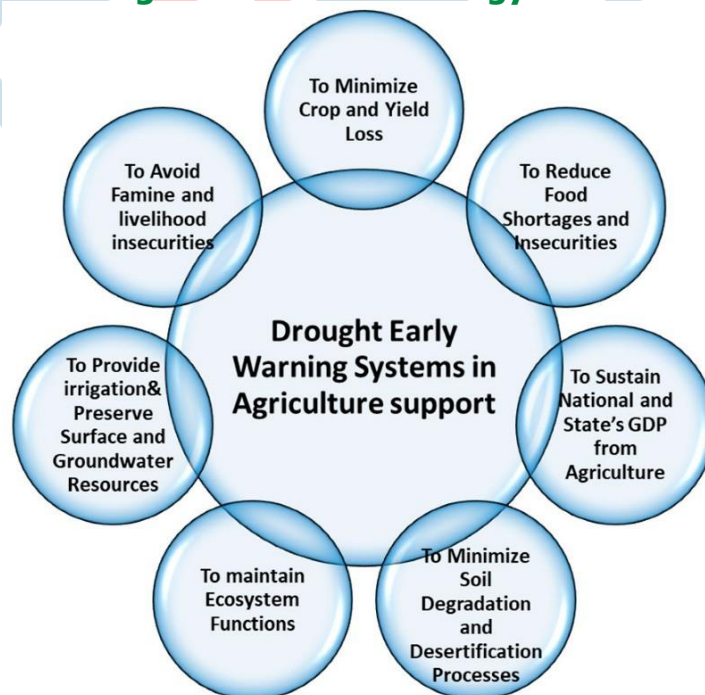 To Minimize
Crop and Yield
Loss
To Reduce
Food
Shortages and
Insecurities
To Sustain
National and
State's GDP
from
Agriculture
To Minimize
Soil
Degradation
and
Desertification
Processes
To maintain
Ecosystem
Functions
To Provide
irrigation&
Preserve
Surface and
Groundwater
Resources
To Avoid
Famine and
livelihood
insecurities
Drought Early
Warning Systems in
Agriculture support